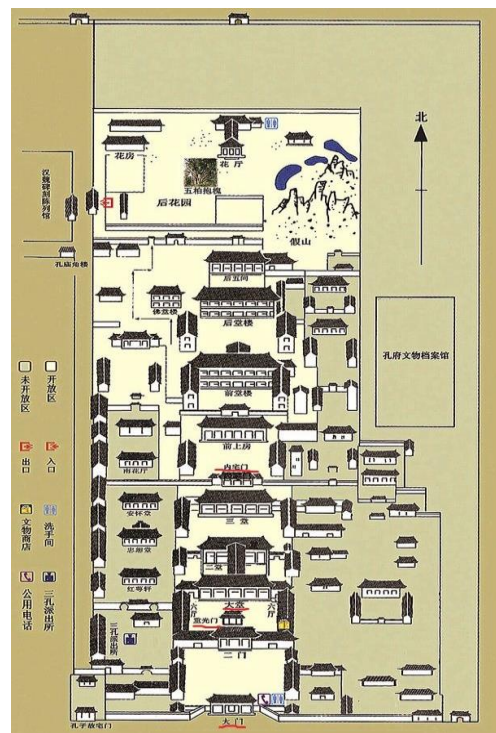 北
花房
花厅
五柏抱槐
后花园
假山
汉魏碑刻陈列馆
孔庙角楼
后五间
佛堂楼
后堂楼
孔府文物档案馆
前堂楼
前上房
内宅门
南花厅
安怀堂
三堂
忠恕堂
二堂
红萼轩
大堂
六厅
六厅
重光门
三孔派出所
二门
大门
孔子故宅门
未开放区
开放区
出口
入口
文物商店
洗手间
公用电话
三孔派出所